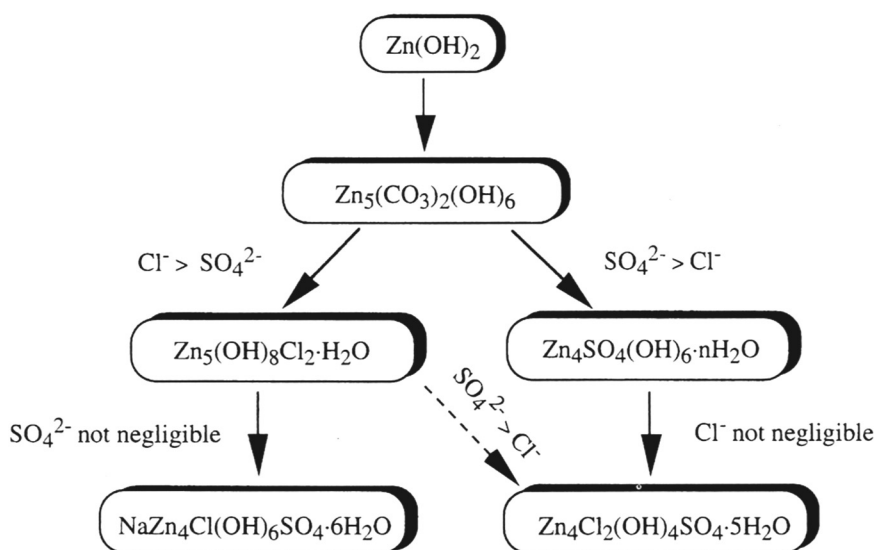 Zn(OH)₂
Zn₅(CO₃)₂(OH)₆
Cl⁻ > SO₄²⁻
SO₄²⁻ > Cl⁻
Zn₅(OH)₈Cl₂·H₂O
Zn₄SO₄(OH)₆·nH₂O
SO₄²⁻ > Cl⁻
SO₄²⁻ not negligible
Cl⁻ not negligible
NaZn₄Cl(OH)₆SO₄·6H₂O
Zn₄Cl₂(OH)₄SO₄·5H₂O